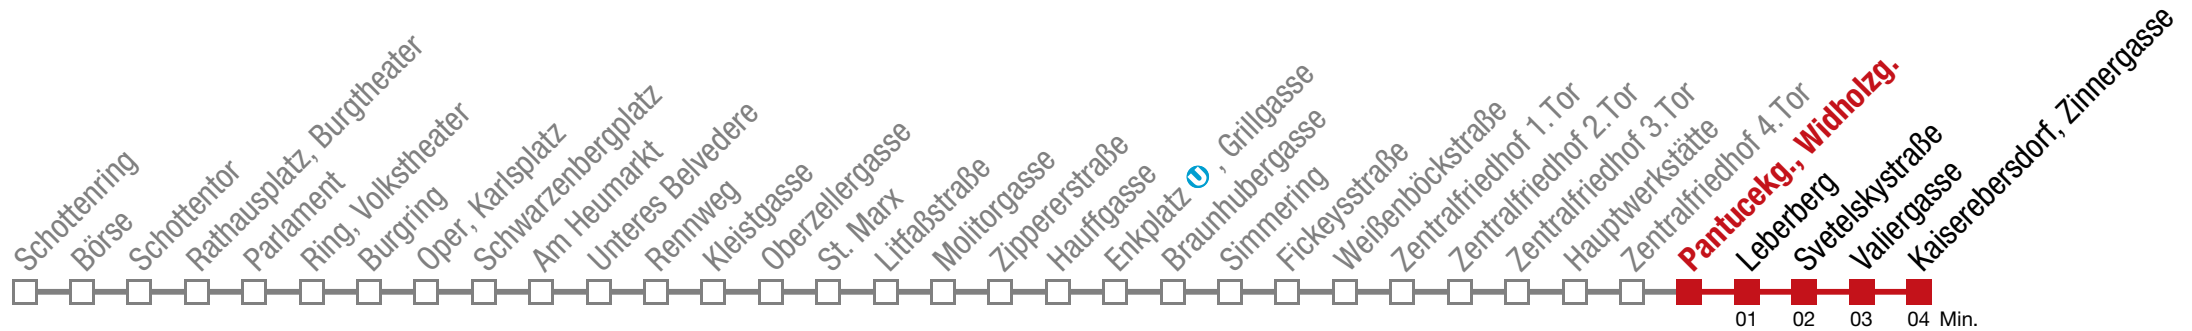 Schottenring
Börse
Schottentor
Rathausplatz, Burgtheater
Parlament
Ring, Volkstheater
Burgring
Oper, Karlsplatz
Schwarzenbergplatz
Am Heumarkt
Unteres Belvedere
Rennweg
Kleistgasse
Oberzellergasse
St. Marx
Litfaßstraße
Molitorgasse
Zippererstraße
Hauffgasse
Enkplatz U , Grillgasse
Braunhubergasse
Simmering
Fickeysstraße
Weißenböckstraße
Zentralfriedhof 1.Tor
Zentralfriedhof 2.Tor
Zentralfriedhof 3.Tor
Hauptwerkstätte
Zentralfriedhof 4.Tor
Pantucekg., Widholzg.
Leberberg
Svetelskystraße
Valiergasse
Kaiserebersdorf, Zinnergasse
01 02 03 04 Min.